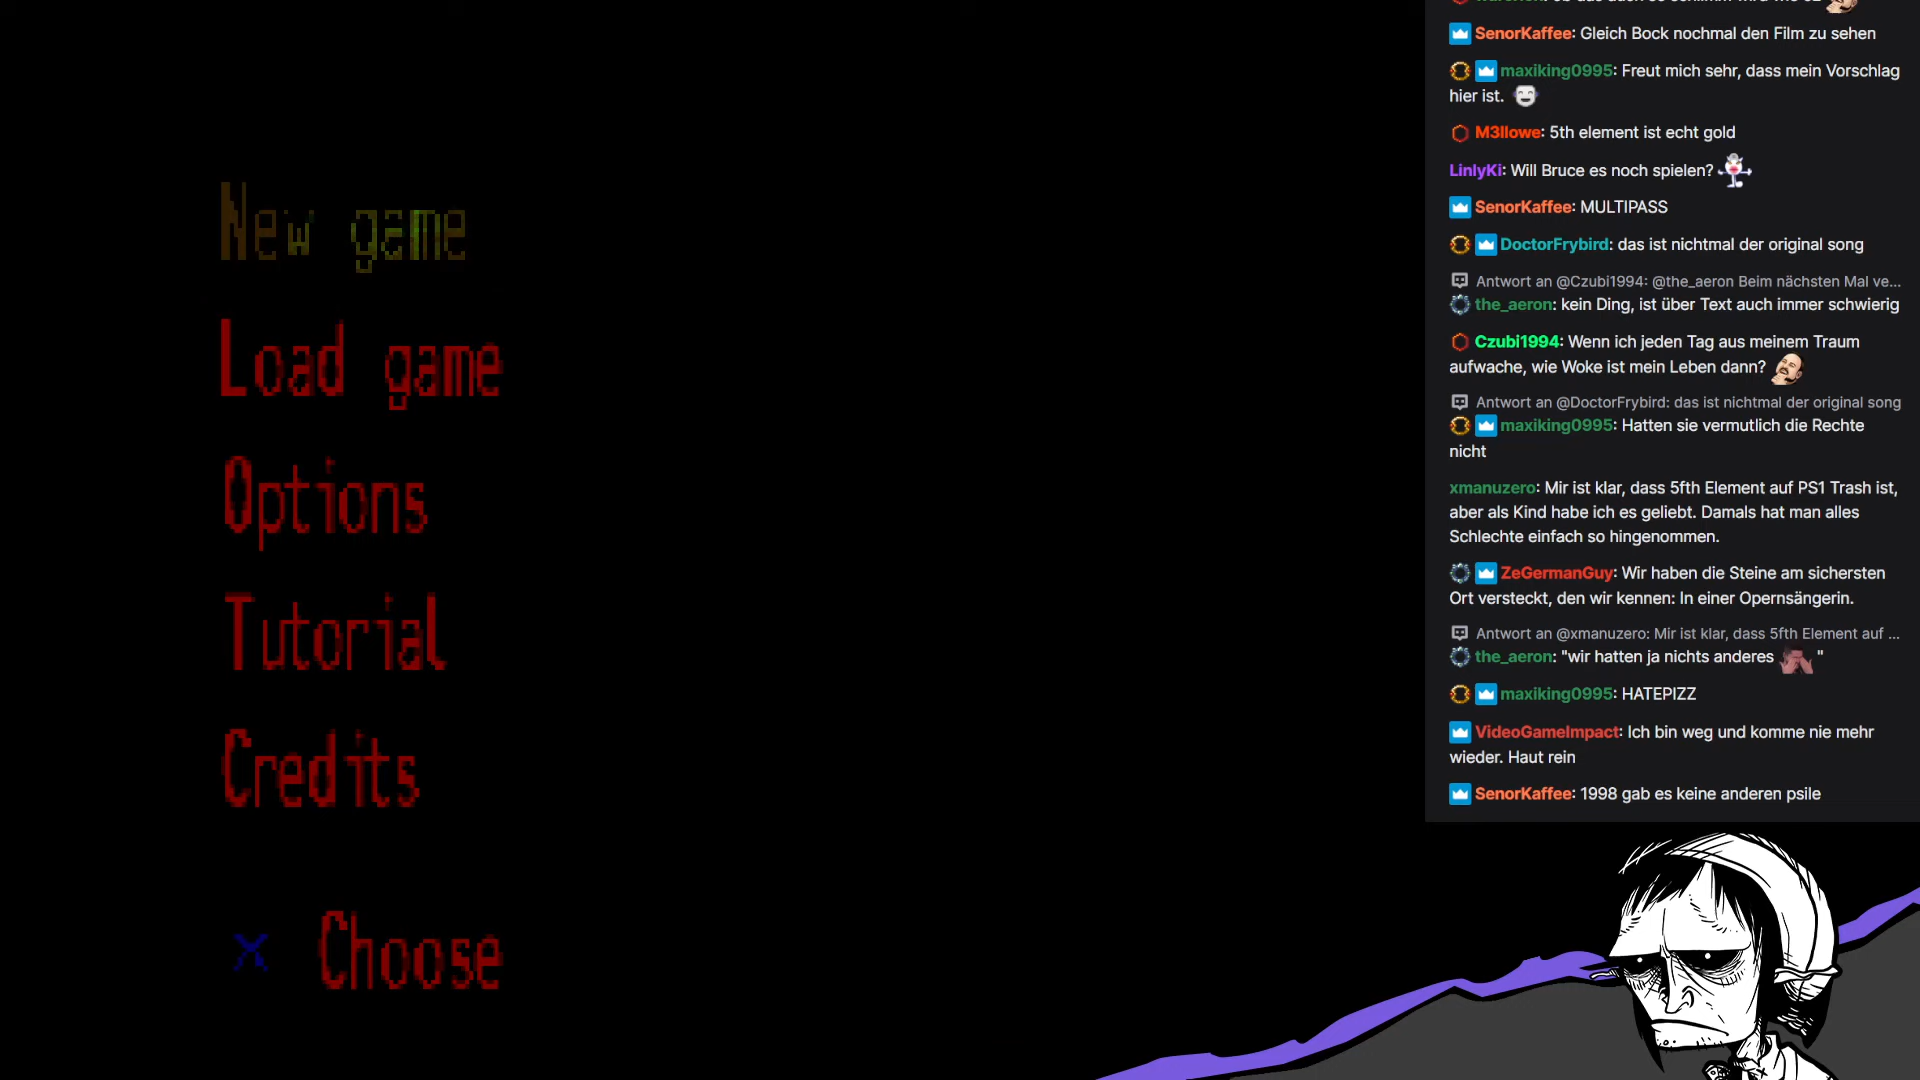 New game
Load game
Options
Tutorial
Credits
X Choose
SenorKaffee: Gleich Bock nochmal den Film zu sehen
maxiking0995: Freut mich sehr, dass mein Vorschlag
hier ist.
M3llowe: 5th element ist echt gold
LinlyKi: Will Bruce es noch spielen?
SenorKaffee: MULTIPASS
DoctorFrybird: das ist nichtmal der original song
Antwort an @Czubi1994: @the_aeron Beim nächsten Mal ve...
the_aeron: kein Ding, ist über Text auch immer schwierig
Czubi1994: Wenn ich jeden Tag aus meinem Traum
aufwache, wie Woke ist mein Leben dann?
Antwort an @DoctorFrybird: das ist nichtmal der original song
maxiking0995: Hatten sie vermutlich die Rechte
nicht
xmanuzero: Mir ist klar, dass 5fth Element auf PS1 Trash ist,
aber als Kind habe ich es geliebt. Damals hat man alles
Schlechte einfach so hingenommen.
ZeGermanGuy: Wir haben die Steine am sichersten
Ort versteckt, den wir kennen: In einer Opernsängerin.
Antwort an @xmanuzero: Mir ist klar, dass 5fth Element auf ...
the_aeron: "wir hatten ja nichts anderes "
maxiking0995: HATEPIZZ
VideoGameImpact: Ich bin weg und komme nie mehr
wieder. Haut rein
SenorKaffee: 1998 gab es keine anderen psile